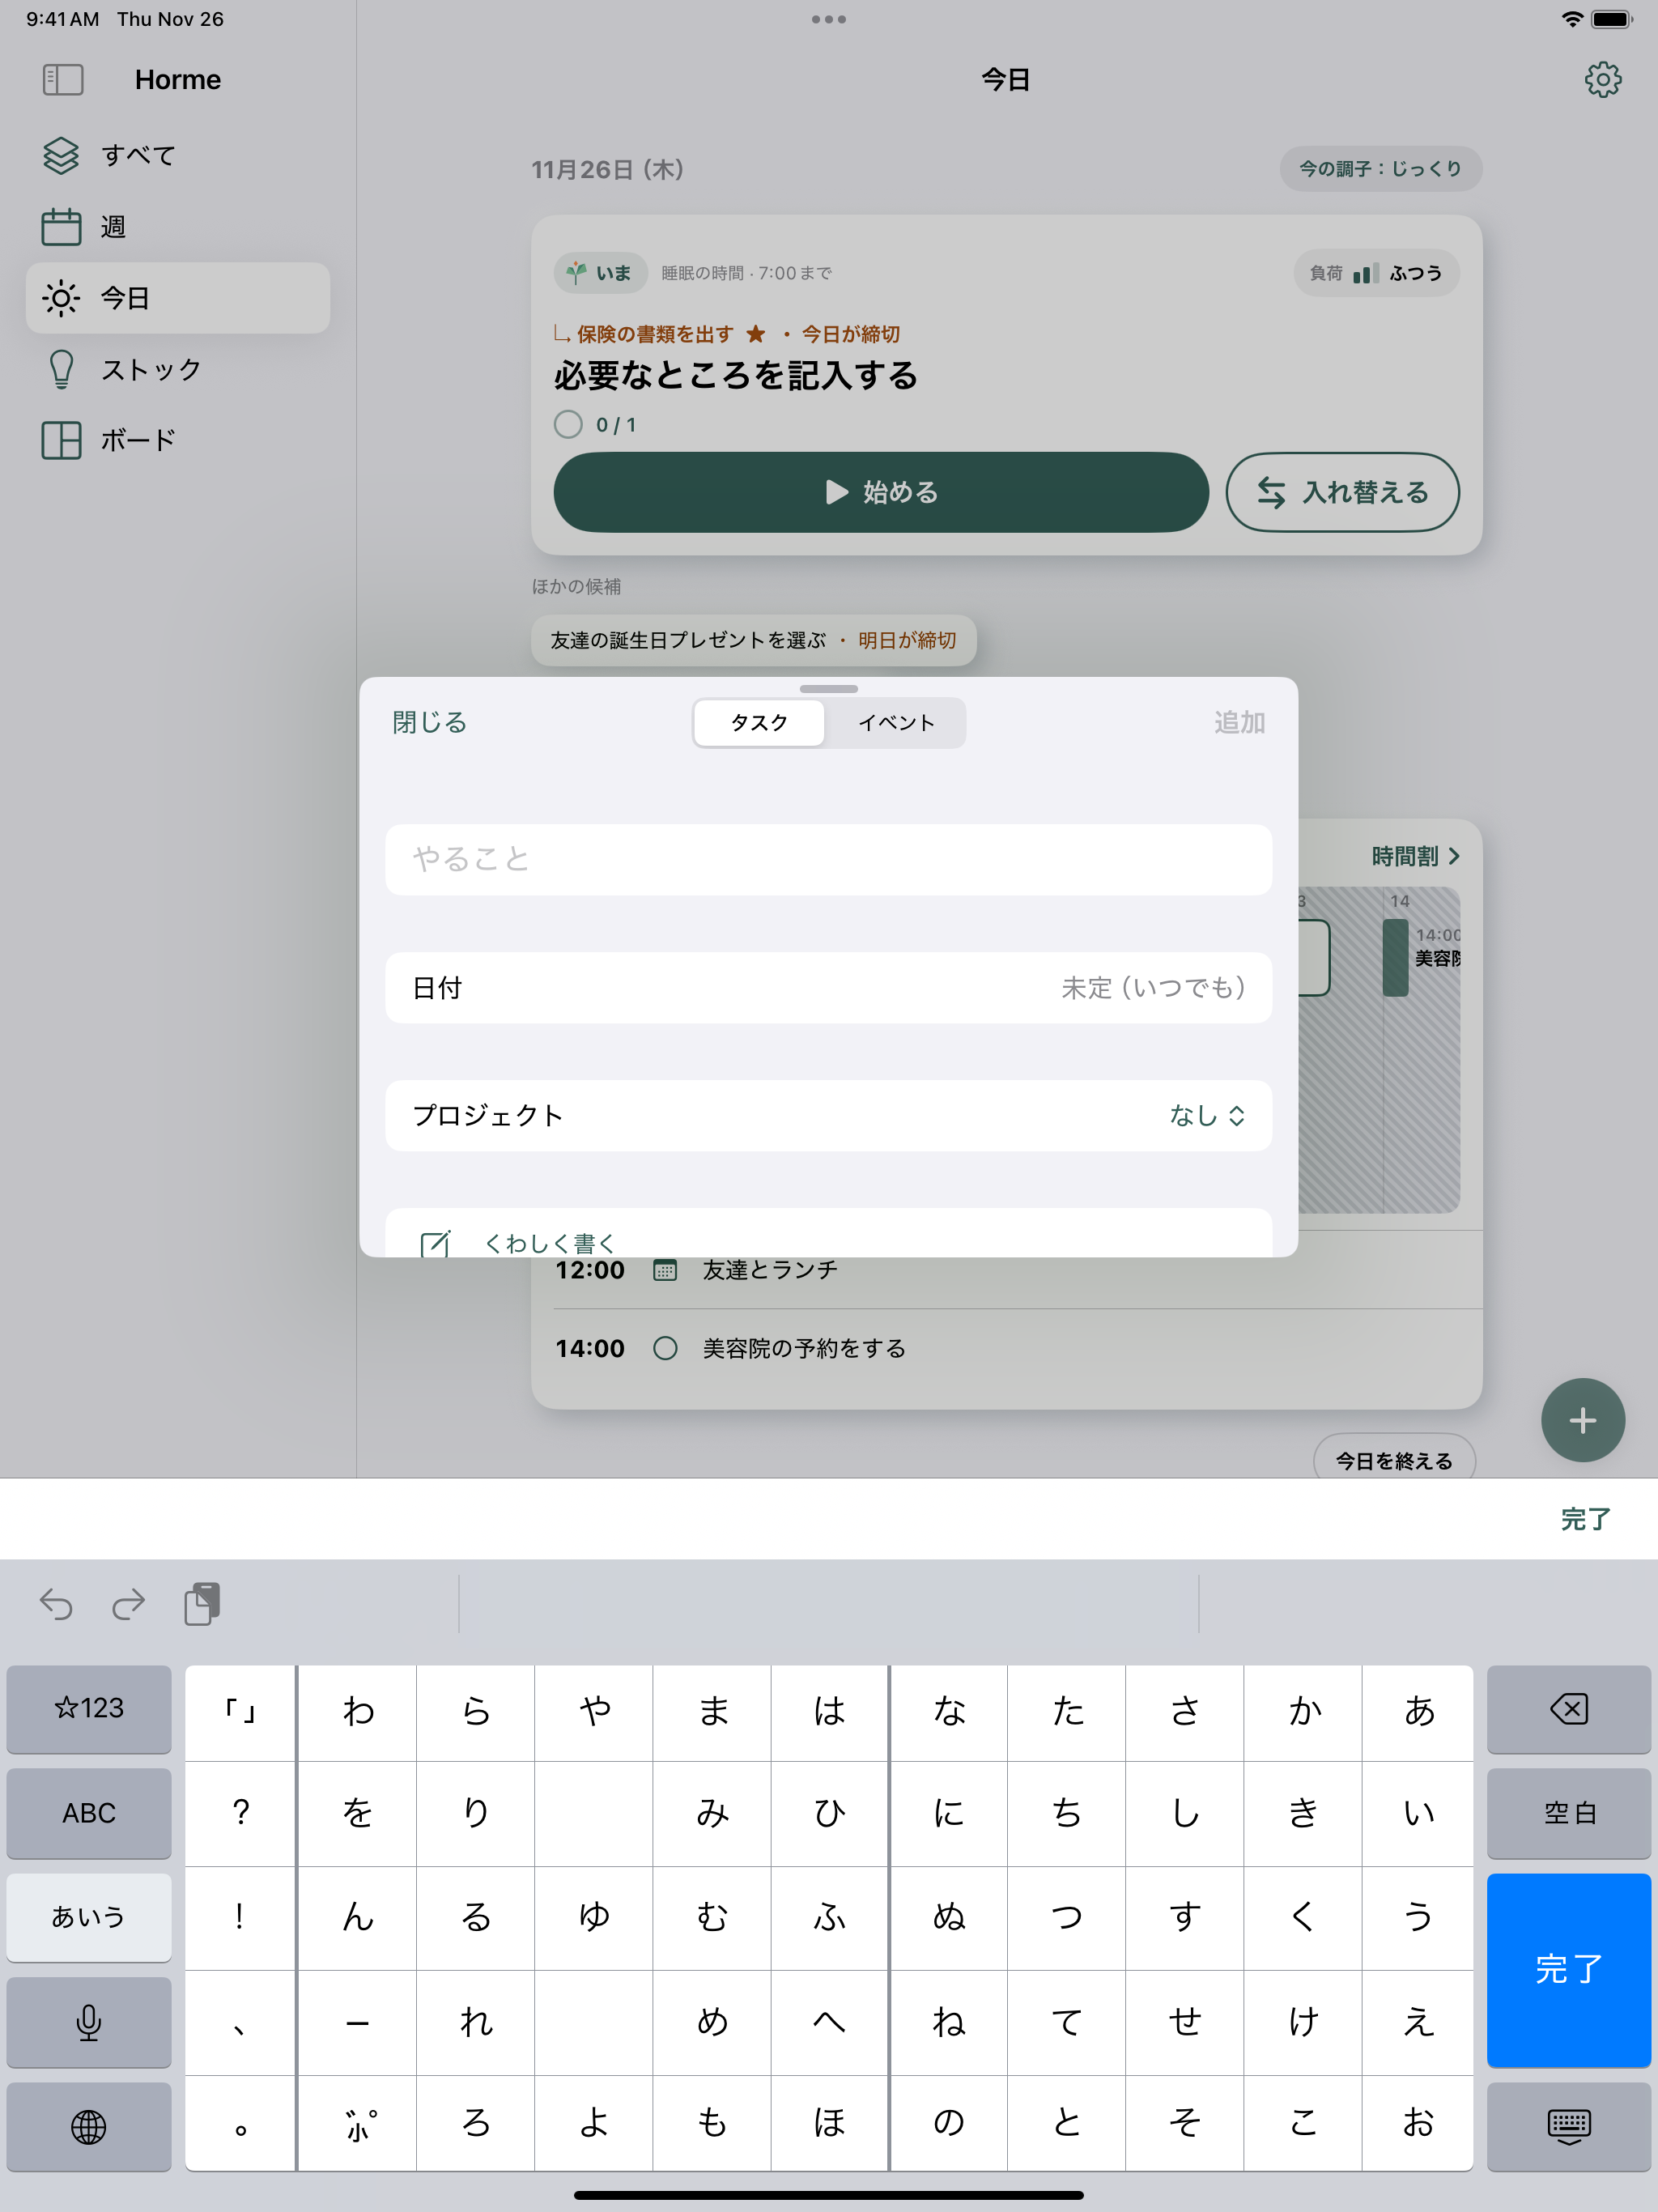 9:41 AM Thu Nov 26
Horme
今日
すべて
週
今日
ストック
ボード
11月26日（木）
今の調子：じっくり
いま 睡眠の時間 · 7:00まで
負荷 ふつう
保険の書類を出す ★ ・今日が締切
必要なところを記入する
0 / 1
始める
入れ替える
ほかの候補
友達の誕生日プレゼントを選ぶ ・ 明日が締切
閉じる
タスク イベント
追加
やること
日付 未定（いつでも）
プロジェクト なし
くわしく書く
時間割
3 14
14:00
美容院
12:00 友達とランチ
14:00 美容院の予約をする
+
今日を終える
完了
☆123 「」 わ ら や ま は な た さ か あ
ABC ? を り み ひ に ち し き い 空白
あいう ! ん る ゆ む ふ ぬ つ す く う 完了
、 ー れ め へ ね て せ け え
。 ゛゜小 ろ よ も ほ の と そ こ お